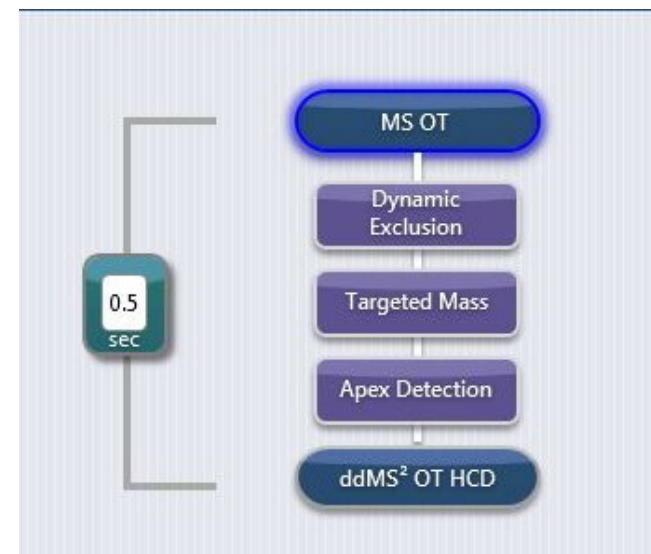 MS OT
Dynamic
Exclusion
Targeted Mass
0.5
sec
Apex Detection
ddMS² OT HCD